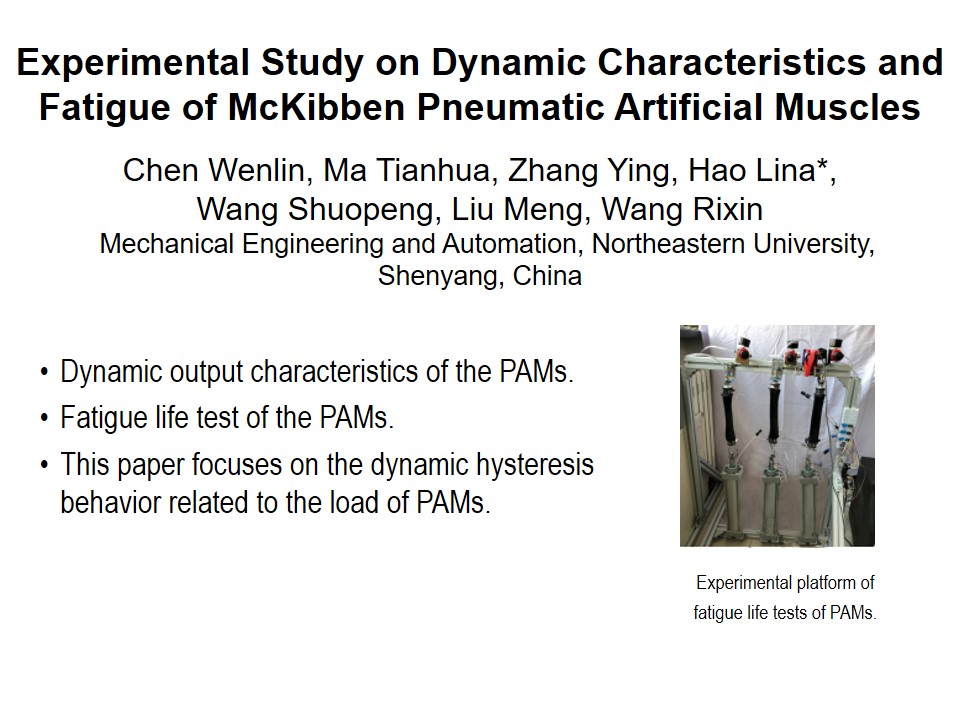 Experimental Study on Dynamic Characteristics and
Fatigue of McKibben Pneumatic Artificial Muscles
Chen Wenlin, Ma Tianhua, Zhang Ying, Hao Lina*,
Wang Shuopeng, Liu Meng, Wang Rixin
Mechanical Engineering and Automation, Northeastern University,
Shenyang, China
• Dynamic output characteristics of the PAMs.
• Fatigue life test of the PAMs.
• This paper focuses on the dynamic hysteresis
behavior related to the load of PAMs.
Experimental platform of
fatigue life tests of PAMs.